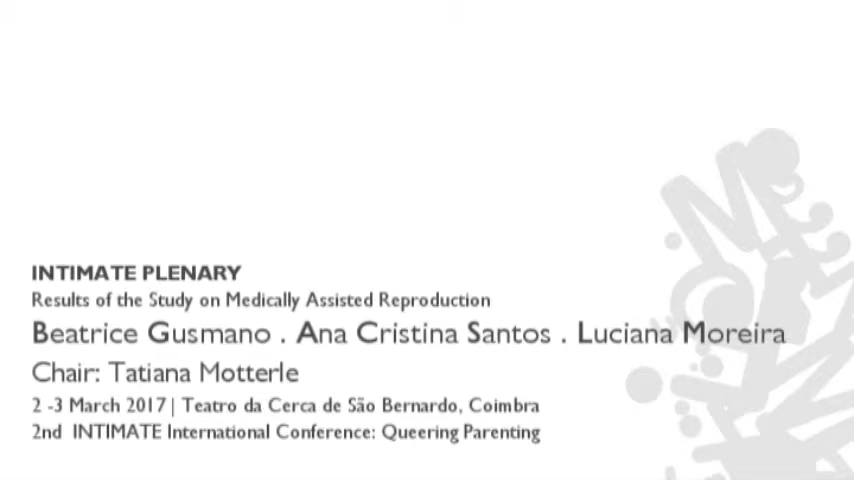 INTIMATE PLENARY
Results of the Study on Medically Assisted Reproduction
Beatrice Gusmano . Ana Cristina Santos . Luciana Moreira
Chair: Tatiana Motterle
2 -3 March 2017 | Teatro da Cerca de São Bernardo, Coimbra
2nd INTIMATE International Conference: Queering Parenting